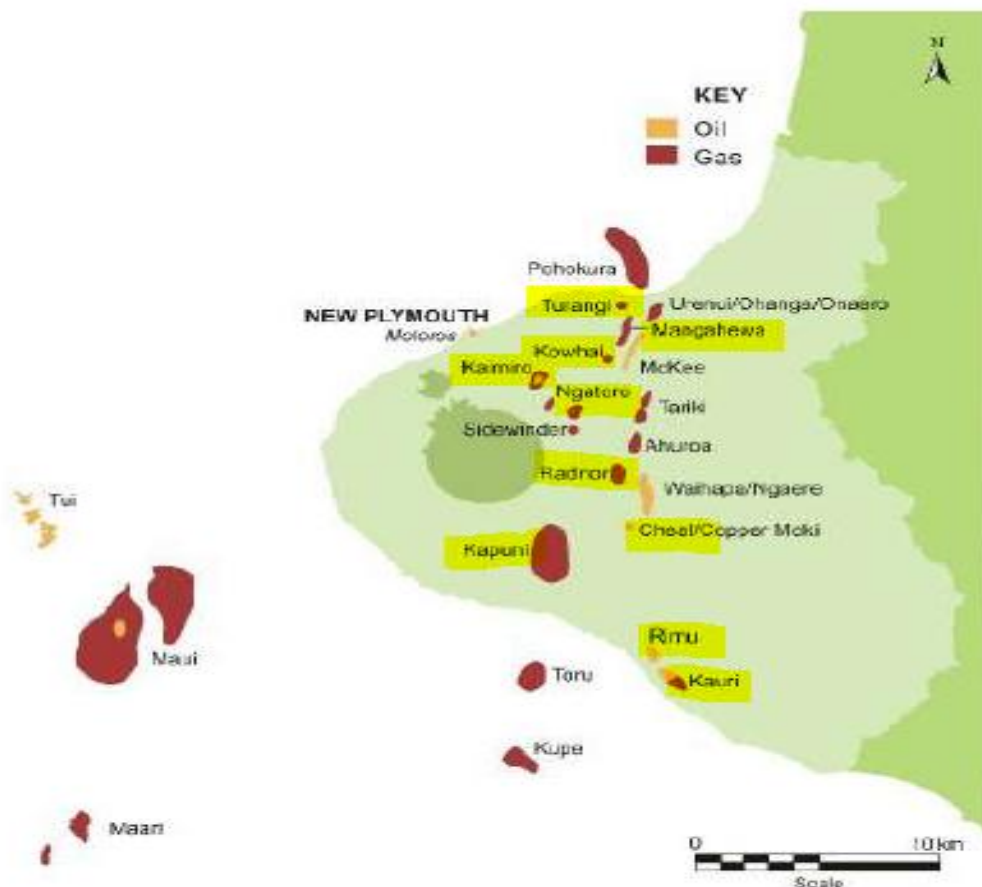 N
KEY
Oil
Gas
Pohokura
Turangi
Urenui/Ohanga/Onaero
NEW PLYMOUTH
Moturoa
Mangahewa
Kowhai
McKee
Kaimiro
Ngatoro
Tariki
Sidewinder
Ahuroa
Radnor
Waihapa/Ngaere
Cheal/Copper Moki
Tui
Kapuni
Rimu
Maui
Toru
Kauri
Kupe
Maari
0 10 km
Scale